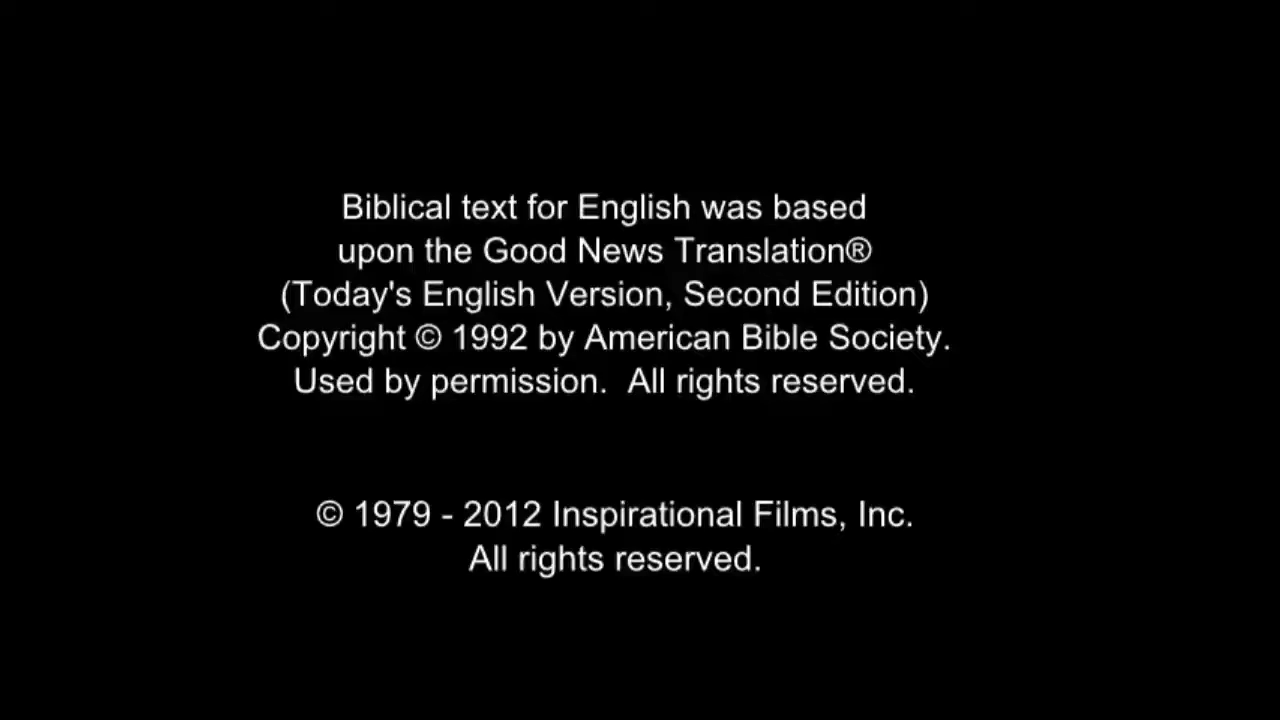 Biblical text for English was based
upon the Good News Translation®
(Today's English Version, Second Edition)
Copyright © 1992 by American Bible Society.
Used by permission.  All rights reserved.
© 1979 - 2012 Inspirational Films, Inc.
All rights reserved.